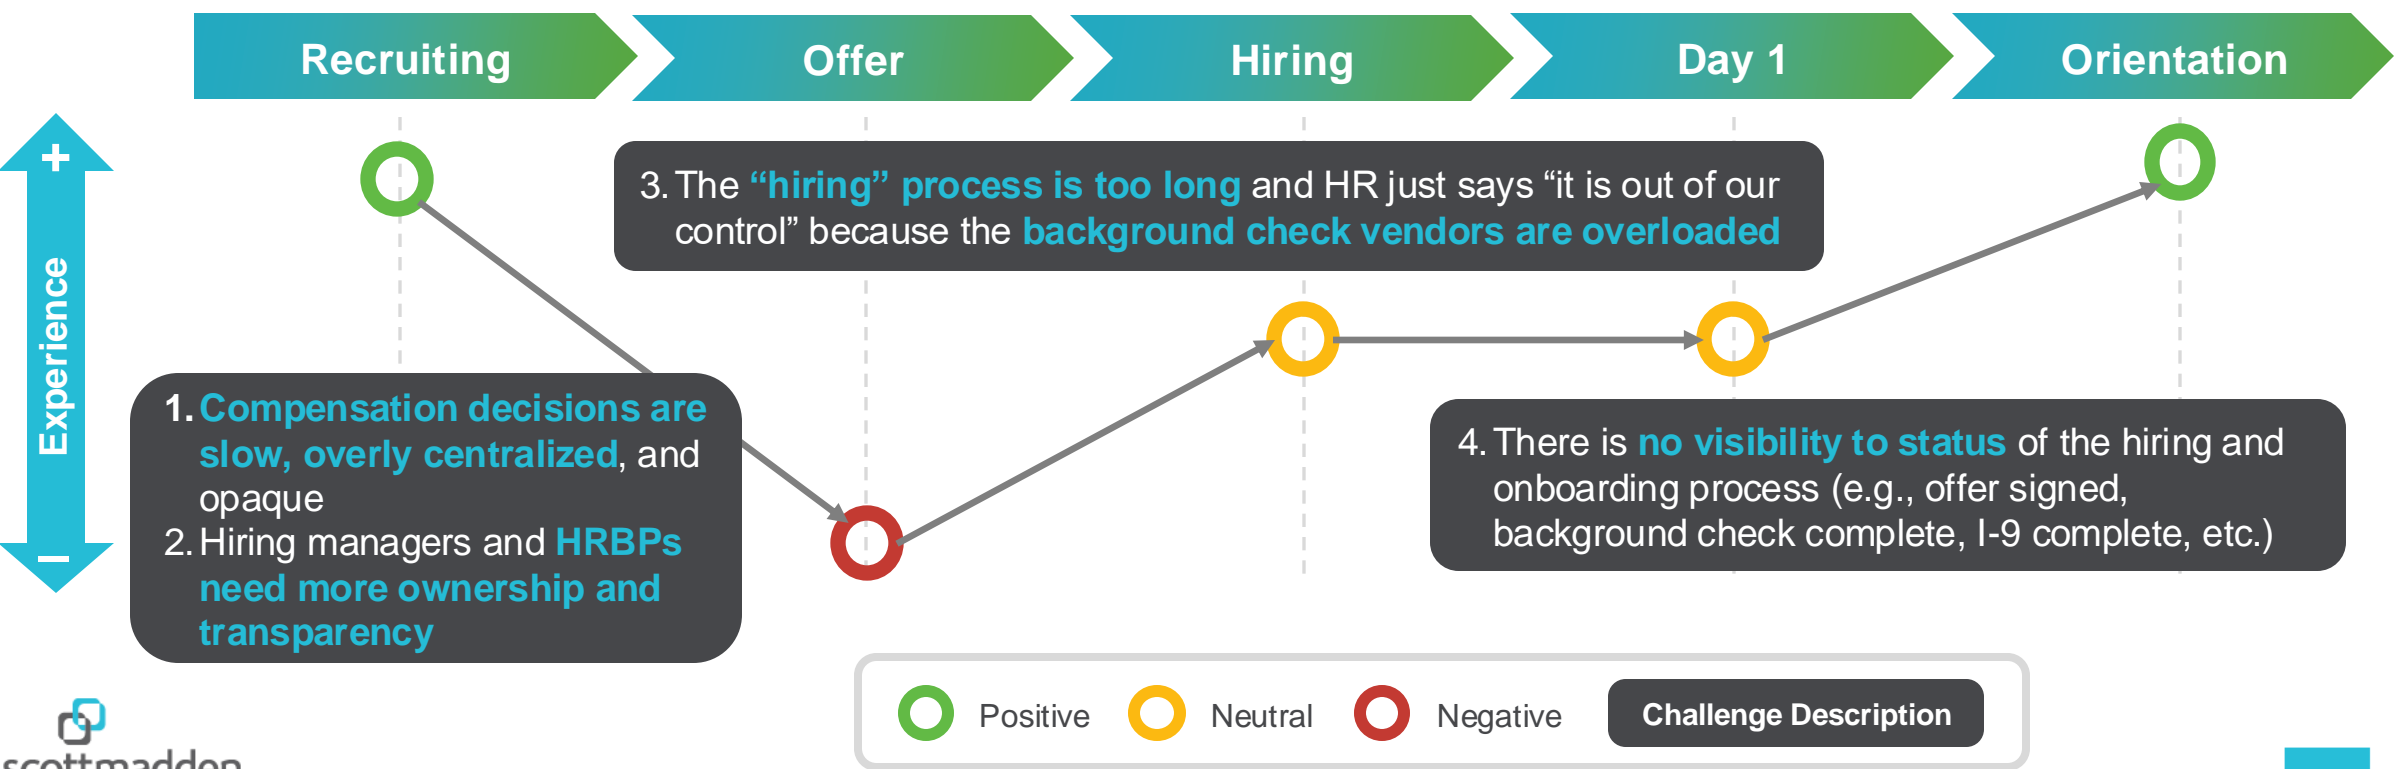 Recruiting
Offer
Hiring
Day 1
Orientation
+
Experience
–
3. The “hiring” process is too long and HR just says “it is out of our
control” because the background check vendors are overloaded
1. Compensation decisions are
slow, overly centralized, and
opaque
2. Hiring managers and HRBPs
need more ownership and
transparency
4. There is no visibility to status of the hiring and
onboarding process (e.g., offer signed,
background check complete, I-9 complete, etc.)
Positive
Neutral
Negative
Challenge Description
scottmadden